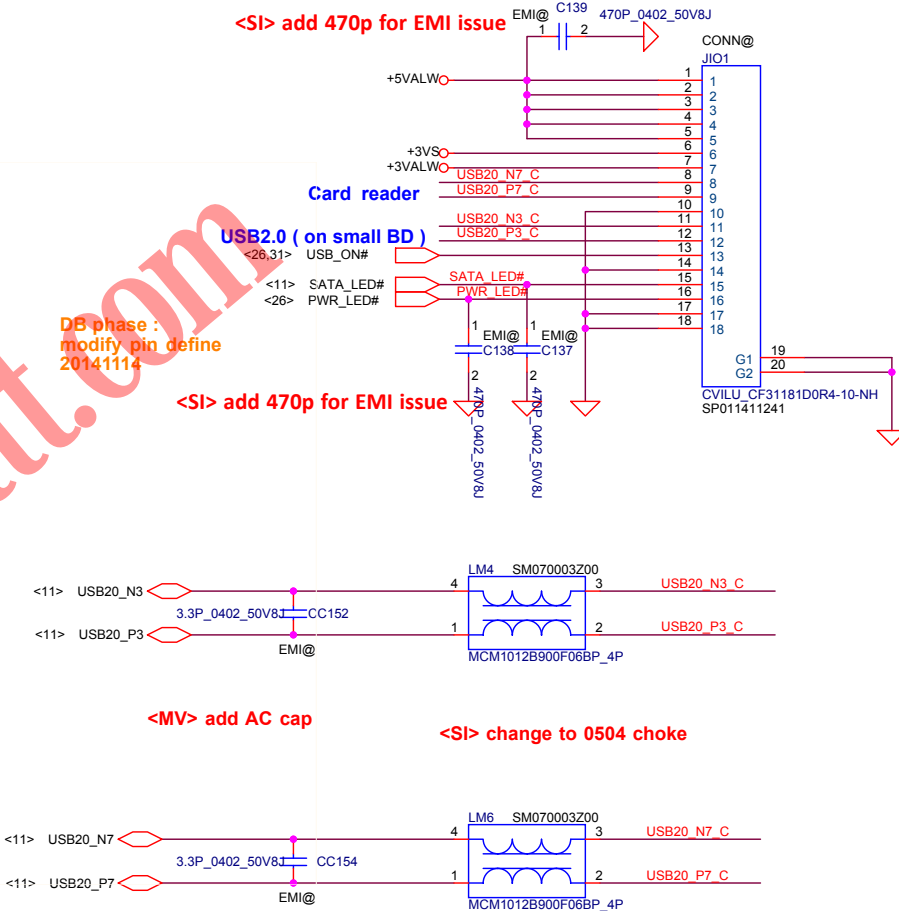 <SI> add 470p for EMI issue
EMI@ C139 470P_0402_50V8J
1 2
CONN@
JIO1
+5VALW
1 1
2 2
3 3
4 4
5 5
+3VS 6 6
+3VALW 7 7
USB20_N7_C 8 8
Card reader USB20_P7_C 9 9
10 10
USB20_N3_C 11 11
USB2.0 ( on small BD ) USB20_P3_C 12 12
<26,31> USB_ON# 13 13
14 14
<11> SATA_LED# SATA_LED# 15 15
<26> PWR_LED# PWR_LED# 16 16
17 17
18 18
DB phase :
modify pin define
20141114
1 EMI@ 1 EMI@
C138 C137
2 2
470P_0402_50V8J 470P_0402_50V8J
G1 19
G2 20
CVILU_CF31181D0R4-10-NH
SP011411241
<SI> add 470p for EMI issue
att.com
LM4 SM070003Z00
<11> USB20_N3 4 3 USB20_N3_C
3.3P_0402_50V8J CC152
<11> USB20_P3 1 2 USB20_P3_C
EMI@
MCM1012B900F06BP_4P
<MV> add AC cap
<SI> change to 0504 choke
LM6 SM070003Z00
<11> USB20_N7 4 3 USB20_N7_C
3.3P_0402_50V8J CC154
<11> USB20_P7 1 2 USB20_P7_C
EMI@
MCM1012B900F06BP_4P